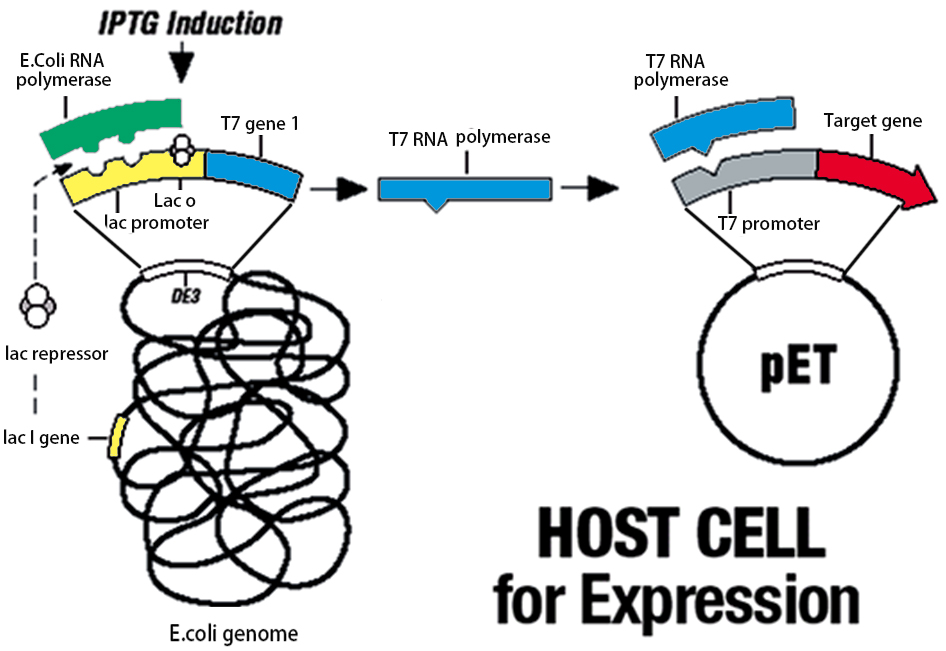 IPTG Induction
E.Coli RNA
polymerase
T7 gene 1
Lac o
lac promoter
DE3
lac repressor
lac I gene
E.coli genome
T7 RNA polymerase
T7 RNA
polymerase
Target gene
T7 promoter
pET
HOST CELL
for Expression